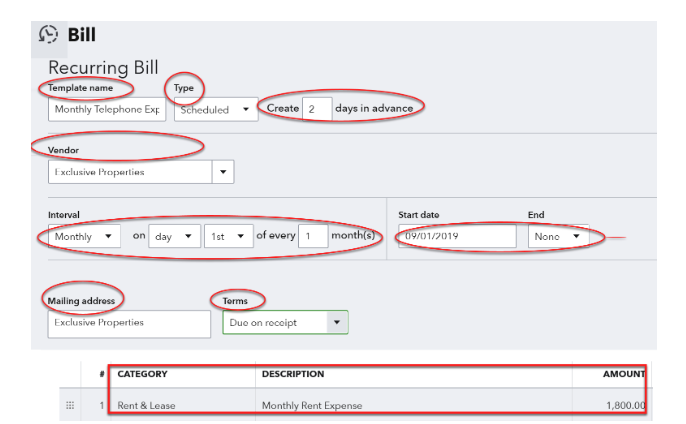 Bill
Recurring Bill
Template name Type
Monthly Telephone Exp Scheduled Create 2 days in advance
Vendor
Exclusive Properties
Interval Start date End
Monthly on day 1st of every 1 month(s) 09/01/2019 None
Mailing address Terms
Exclusive Properties Due on receipt
# CATEGORY DESCRIPTION AMOUNT
1 Rent & Lease Monthly Rent Expense 1,800.00